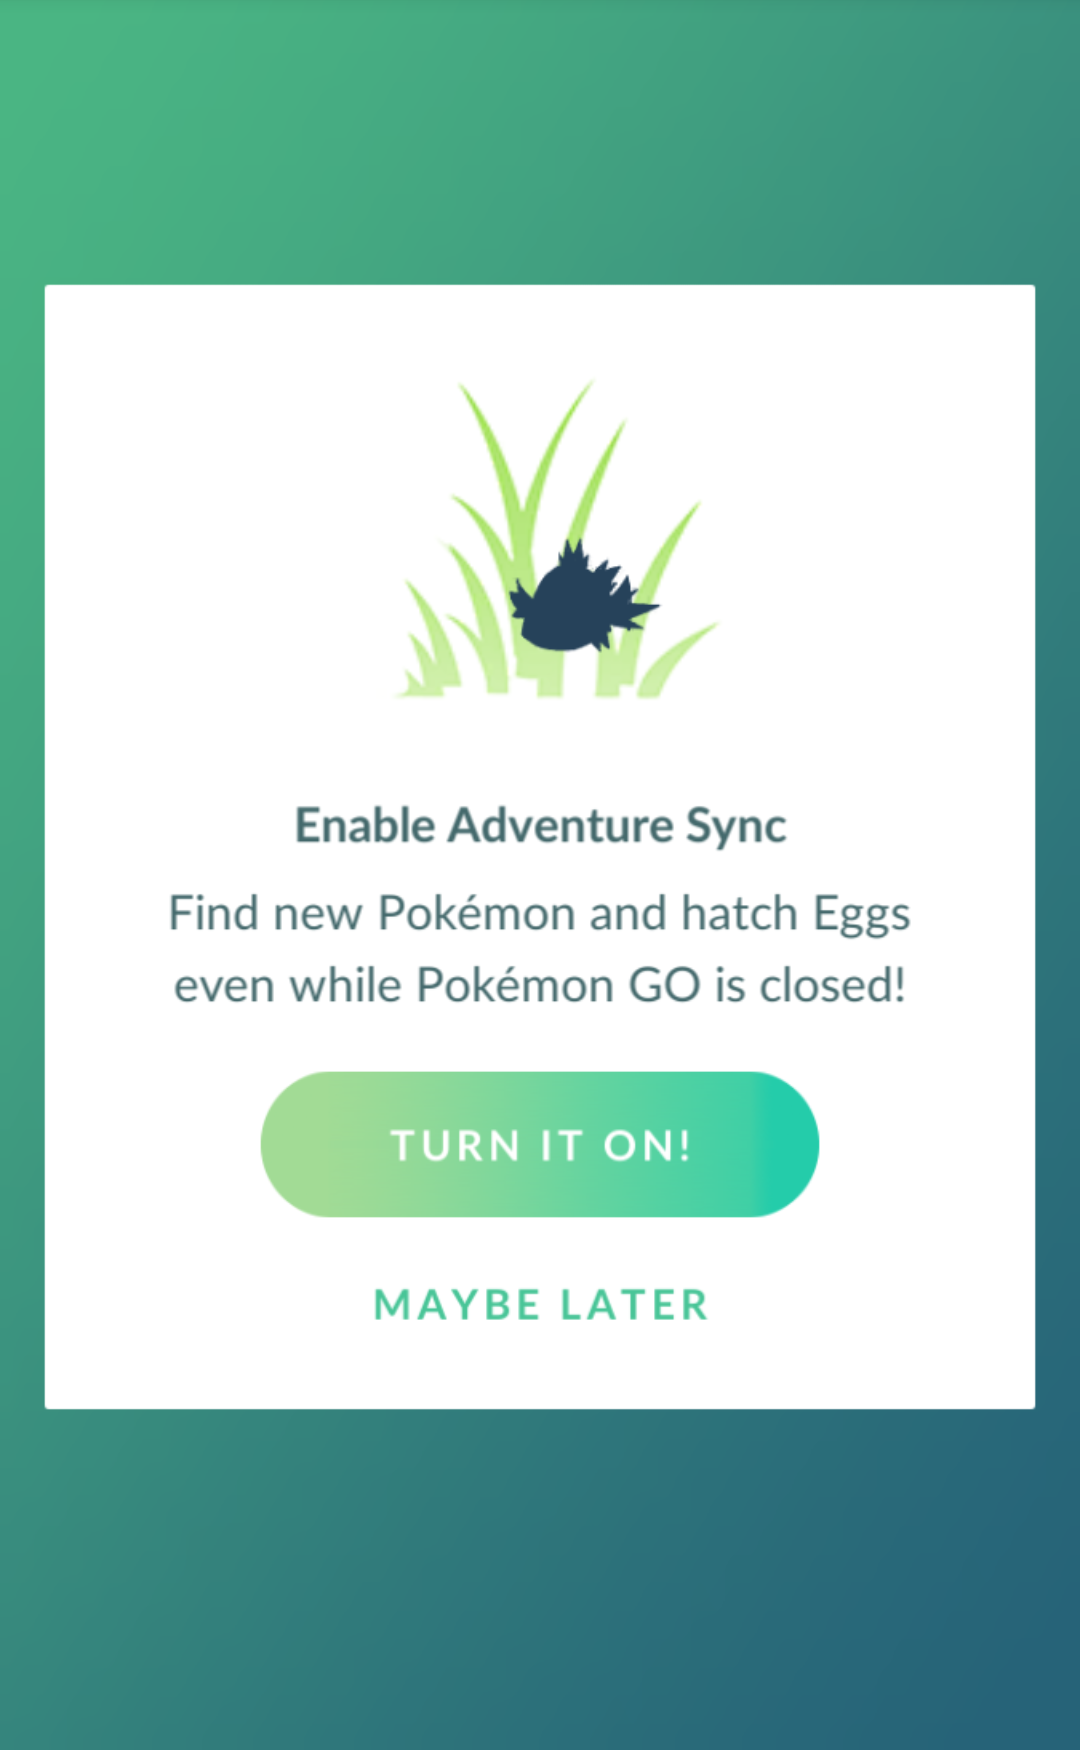 Enable Adventure Sync
Find new Pokémon and hatch Eggs
even while Pokémon GO is closed!
TURN IT ON!
MAYBE LATER